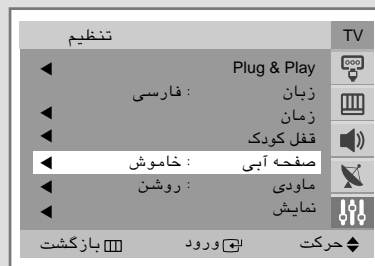 TV
تنظیم
Plug & Play
زبان : فارسی
زمان
قفل کودک
صفحه آبی : خاموش
ماودی : روشن
نمایش
حرکت ورود بازگشت